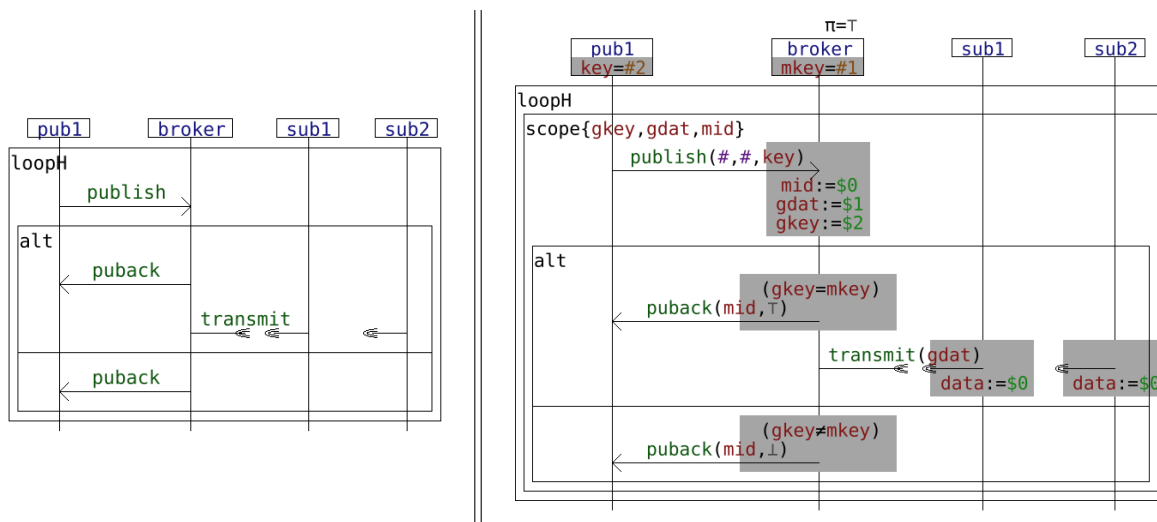 pub1 broker sub1 sub2
loopH
publish
alt
puback
transmit
puback
π=⊤
pub1 broker sub1 sub2
key=#2 mkey=#1
loopH
scope{gkey,gdat,mid}
publish(#,#,key)
mid:=$0
gdat:=$1
gkey:=$2
alt
(gkey=mkey)
puback(mid,⊤)
transmit(gdat)
data:=$0 data:=$0
(gkey≠mkey)
puback(mid,⊥)